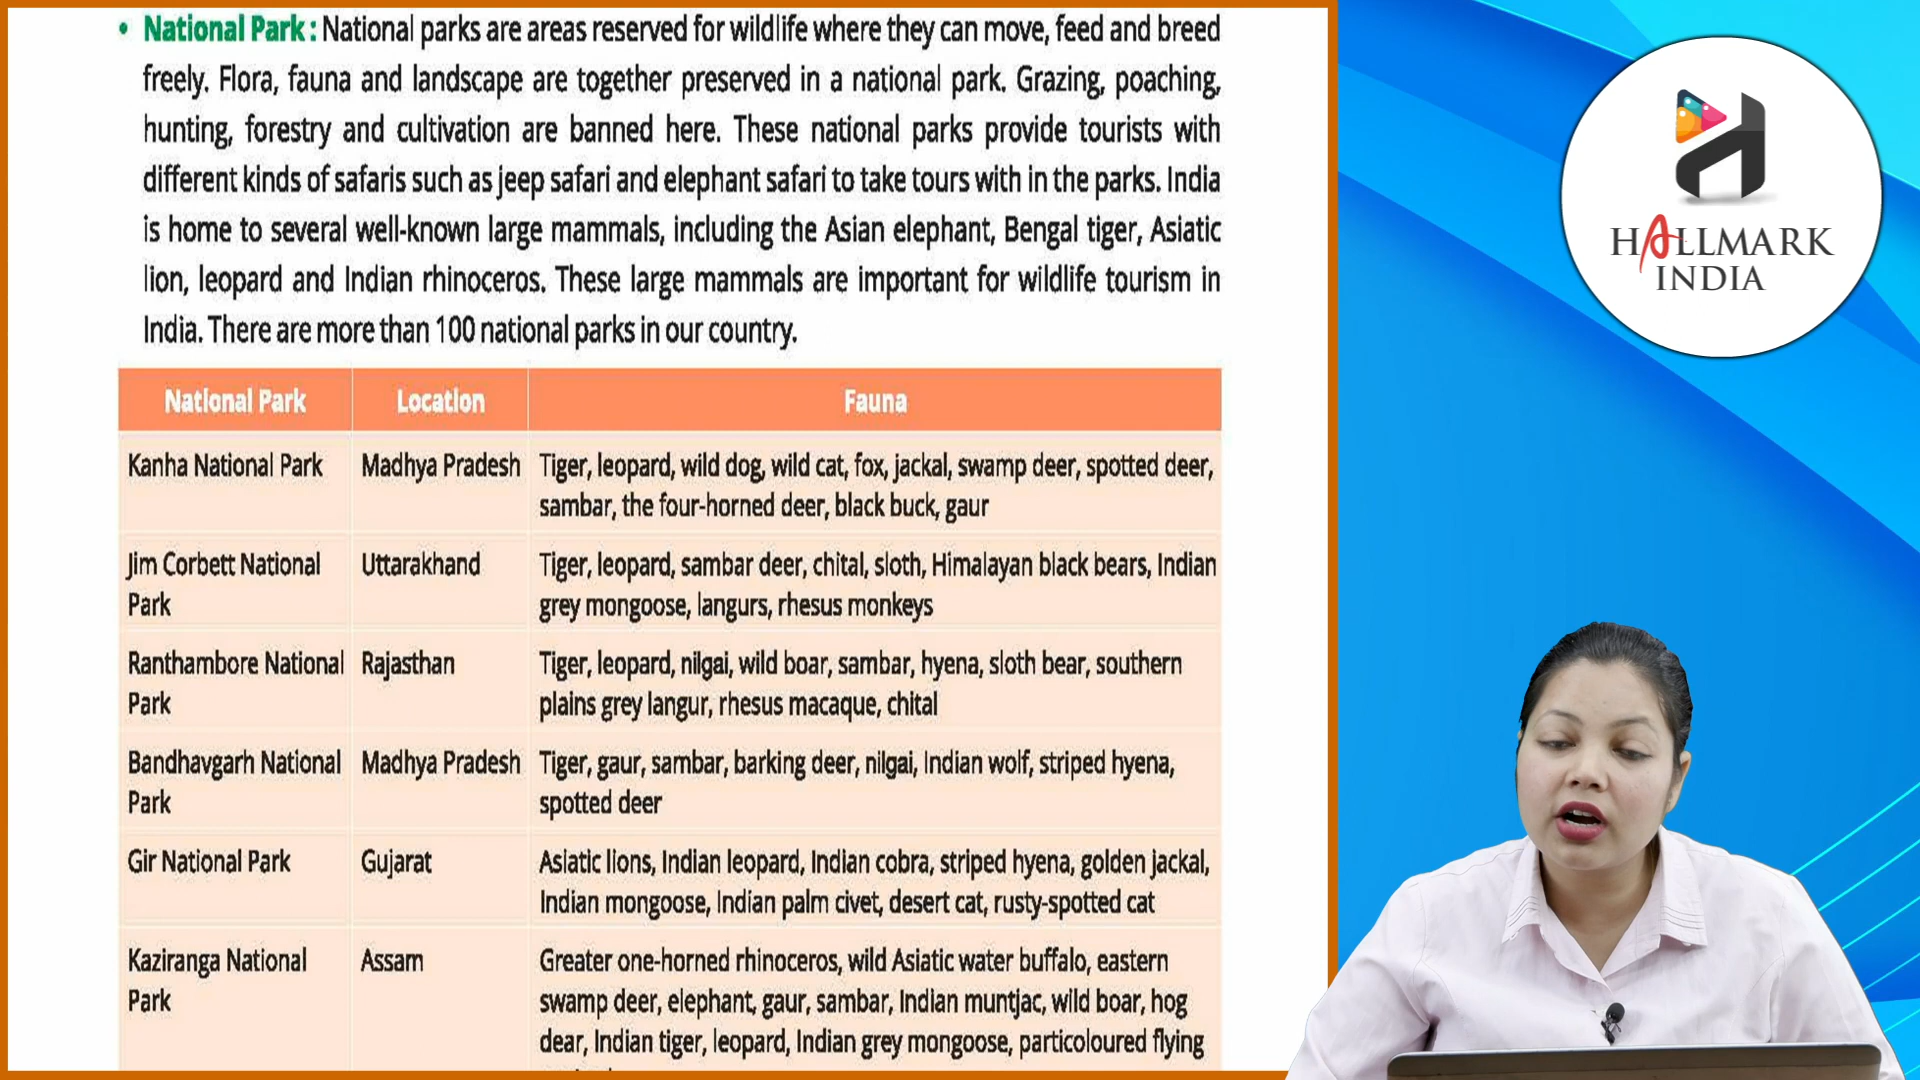 • National Park : National parks are areas reserved for wildlife where they can move, feed and breed
freely. Flora, fauna and landscape are together preserved in a national park. Grazing, poaching,
hunting, forestry and cultivation are banned here. These national parks provide tourists with
different kinds of safaris such as jeep safari and elephant safari to take tours with in the parks. India
is home to several well-known large mammals, including the Asian elephant, Bengal tiger, Asiatic
lion, leopard and Indian rhinoceros. These large mammals are important for wildlife tourism in
India. There are more than 100 national parks in our country.
National Park Location Fauna
Kanha National Park Madhya Pradesh Tiger, leopard, wild dog, wild cat, fox, jackal, swamp deer, spotted deer,
sambar, the four-horned deer, black buck, gaur
Jim Corbett National Uttarakhand Tiger, leopard, sambar deer, chital, sloth, Himalayan black bears, Indian
Park grey mongoose, langurs, rhesus monkeys
Ranthambore National Rajasthan Tiger, leopard, nilgai, wild boar, sambar, hyena, sloth bear, southern
Park plains grey langur, rhesus macaque, chital
Bandhavgarh National Madhya Pradesh Tiger, gaur, sambar, barking deer, nilgai, Indian wolf, striped hyena,
Park spotted deer
Gir National Park Gujarat Asiatic lions, Indian leopard, Indian cobra, striped hyena, golden jackal,
Indian mongoose, Indian palm civet, desert cat, rusty-spotted cat
Kaziranga National Assam Greater one-horned rhinoceros, wild Asiatic water buffalo, eastern
Park swamp deer, elephant, gaur, sambar, Indian muntjac, wild boar, hog
dear, Indian tiger, leopard, Indian grey mongoose, particoloured flying
HALLMARK
INDIA